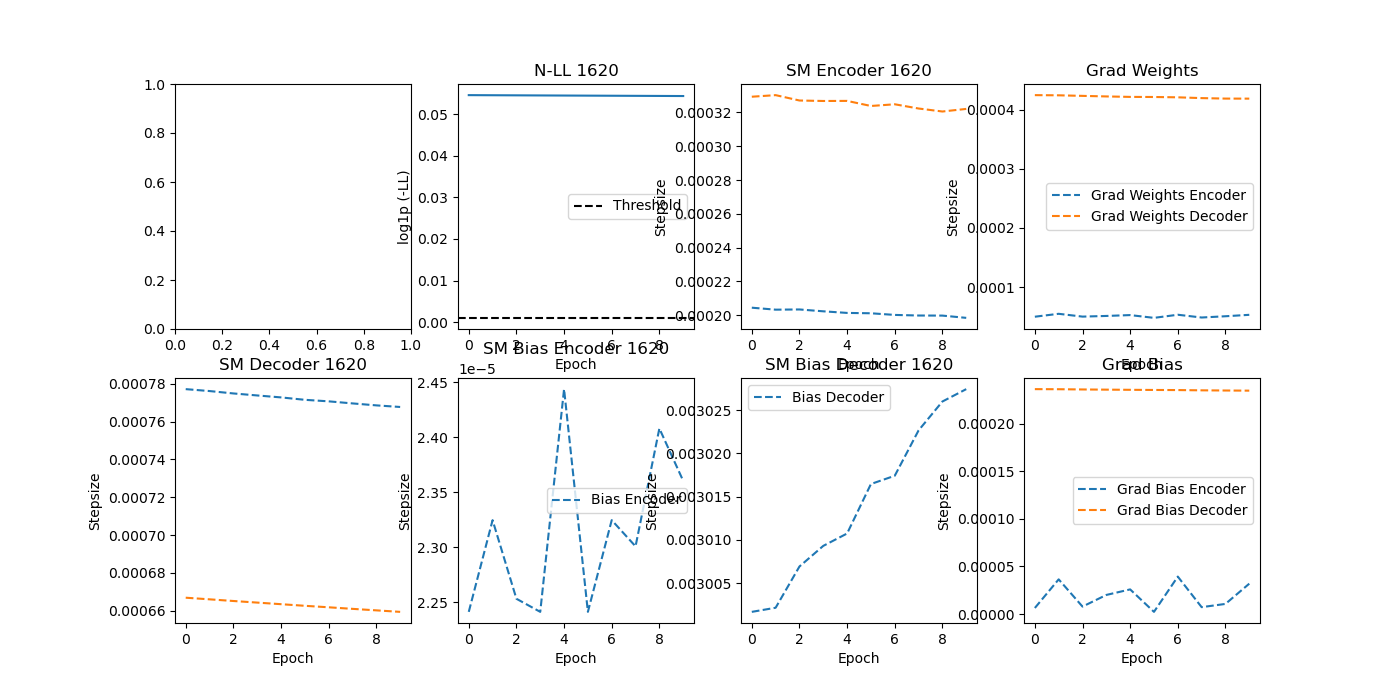 1.0
0.8
0.6
0.4
0.2
0.0
0.0 0.2 0.4 0.6 0.8 1.0
N-LL 1620
log1p (-LL)
0.05
0.04
0.03
0.02
0.01
0.00
Threshold
0 2 4 6 8
Epoch
SM Encoder 1620
Stepsize
0.00032
0.00030
0.00028
0.00026
0.00024
0.00022
0.00020
0 2 4 6 8
Epoch
Grad Weights
Stepsize
0.0004
0.0003
0.0002
0.0001
Grad Weights Encoder
Grad Weights Decoder
0 2 4 6 8
Epoch
SM Decoder 1620
Stepsize
0.00078
0.00076
0.00074
0.00072
0.00070
0.00068
0.00066
0 2 4 6 8
Epoch
SM Bias Encoder 1620
1e−5
Stepsize
2.45
2.40
2.35
2.30
2.25
Bias Encoder
0 2 4 6 8
Epoch
SM Bias Decoder 1620
Stepsize
0.003025
0.003020
0.003015
0.003010
0.003005
Bias Decoder
0 2 4 6 8
Epoch
Grad Bias
Stepsize
0.00020
0.00015
0.00010
0.00005
0.00000
Grad Bias Encoder
Grad Bias Decoder
0 2 4 6 8
Epoch